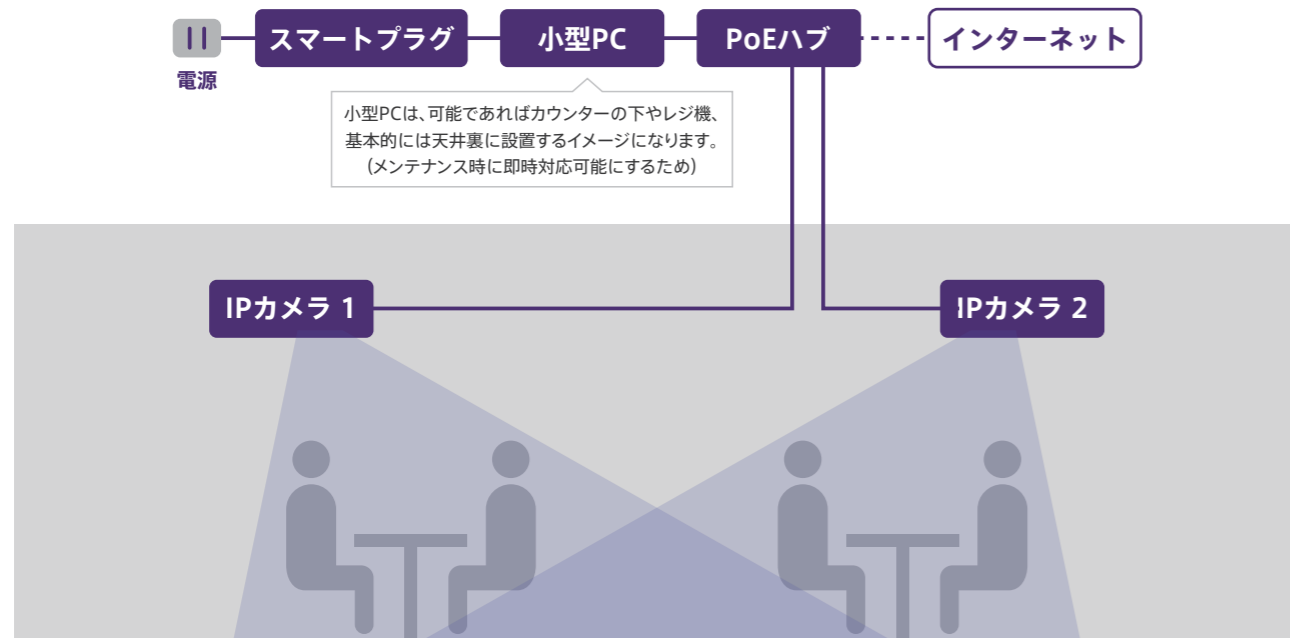 スマートプラグ
小型PC
PoEハブ
インターネット
電源
小型PCは、可能であればカウンターの下やレジ機、
基本的には天井裏に設置するイメージになります。
(メンテナンス時に即時対応可能にするため)
IPカメラ 1
IPカメラ 2